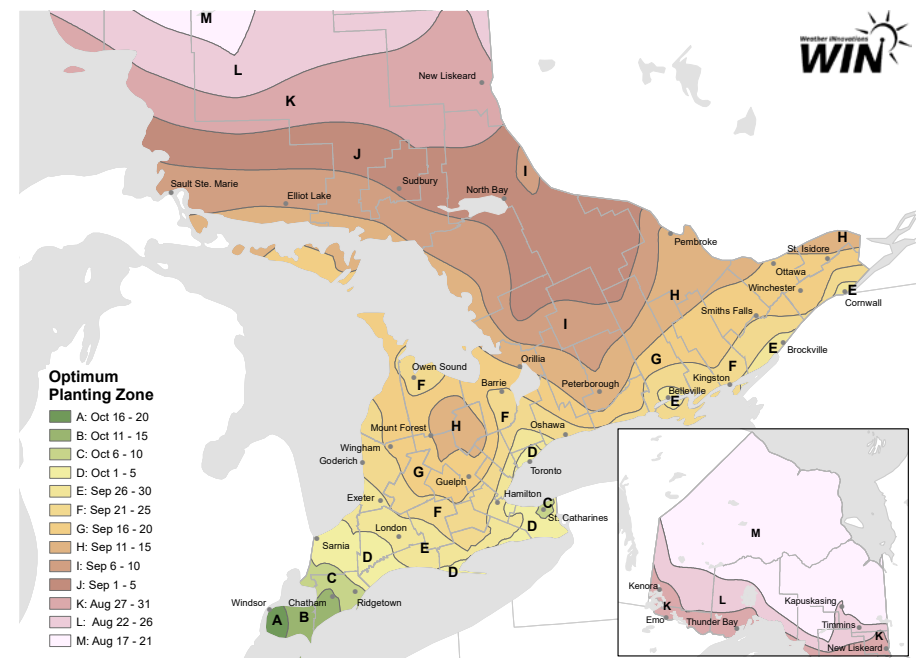 M
Weather INnovations
WIN
L
New Liskeard
K
J
I
Sault Ste. Marie
Sudbury
North Bay
Elliot Lake
Pembroke
H
St. Isidore
Ottawa
H
Winchester
E
Cornwall
Smiths Falls
I
E
Brockville
G
F
Orillia
Owen Sound
F
Barrie
Peterborough
Kingston
Belleville
E
F
Mount Forest
H
Oshawa
Wingham
D
Goderich
G
Toronto
Guelph
Exeter
Hamilton
C
F
St. Catharines
London
D
Sarnia
D
E
D
C
Windsor
Chatham
Ridgetown
A
B
Optimum
Planting Zone
A: Oct 16 - 20
B: Oct 11 - 15
C: Oct 6 - 10
D: Oct 1 - 5
E: Sep 26 - 30
F: Sep 21 - 25
G: Sep 16 - 20
H: Sep 11 - 15
I: Sep 6 - 10
J: Sep 1 - 5
K: Aug 27 - 31
L: Aug 22 - 26
M: Aug 17 - 21
M
Kenora
L
Kapuskasing
K
Emo
Thunder Bay
Timmins
K
New Liskeard